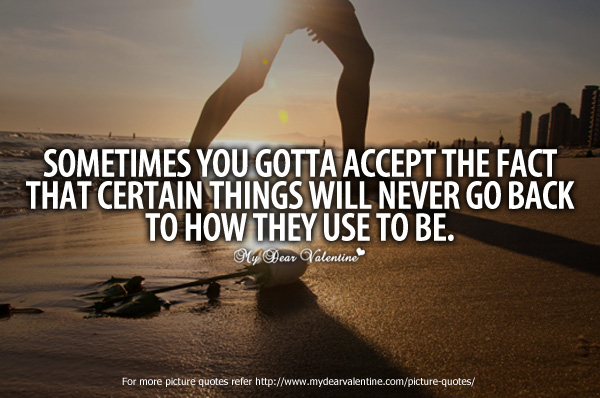 SOMETIMES YOU GOTTA ACCEPT THE FACT
THAT CERTAIN THINGS WILL NEVER GO BACK
TO HOW THEY USE TO BE.
My Dear Valentine
For more picture quotes refer http://www.mydearvalentine.com/picture-quotes/